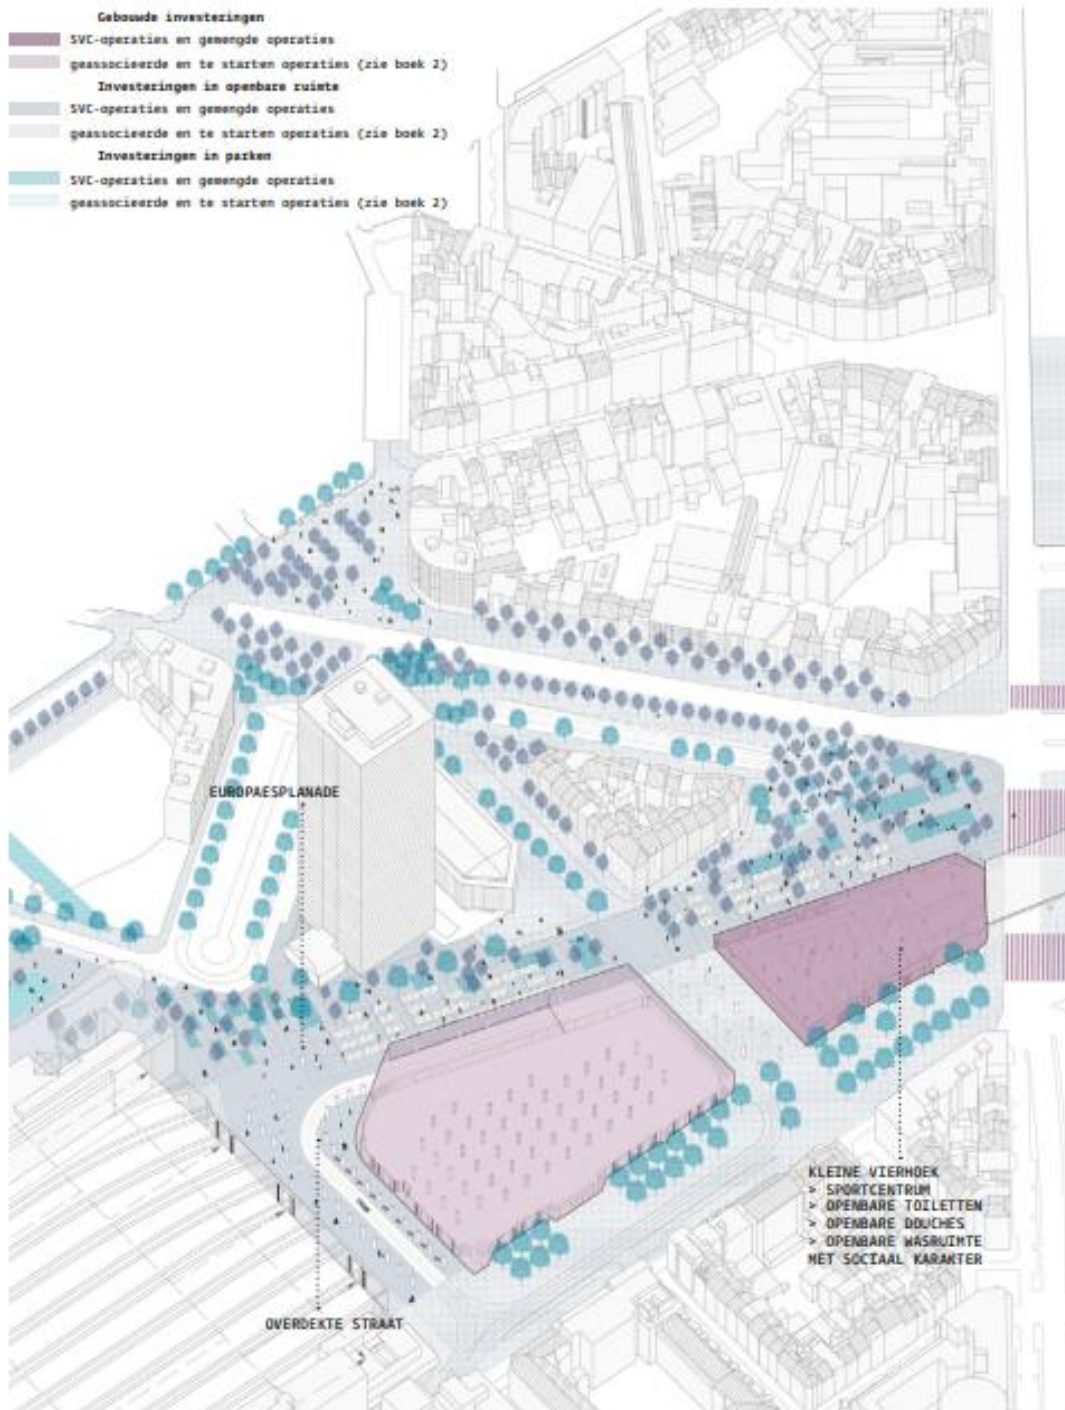 Gebouwde investeringen
SVC-operaties en gemengde operaties
geassocieerde en te starten operaties (zie boek 2)
Investeringen in openbare ruimte
SVC-operaties en gemengde operaties
geassocieerde en te starten operaties (zie boek 2)
Investeringen in parken
SVC-operaties en gemengde operaties
geassocieerde en te starten operaties (zie boek 2)
EUROPAESPLANADE
KLEINE VIERHOEK
> SPORTCENTRUM
> OPENBARE TOILETTEN
> OPENBARE DOUCHES
> OPENBARE WASRUIMTE
MET SOCIAAL KARAKTER
OVERDEKTE STRAAT